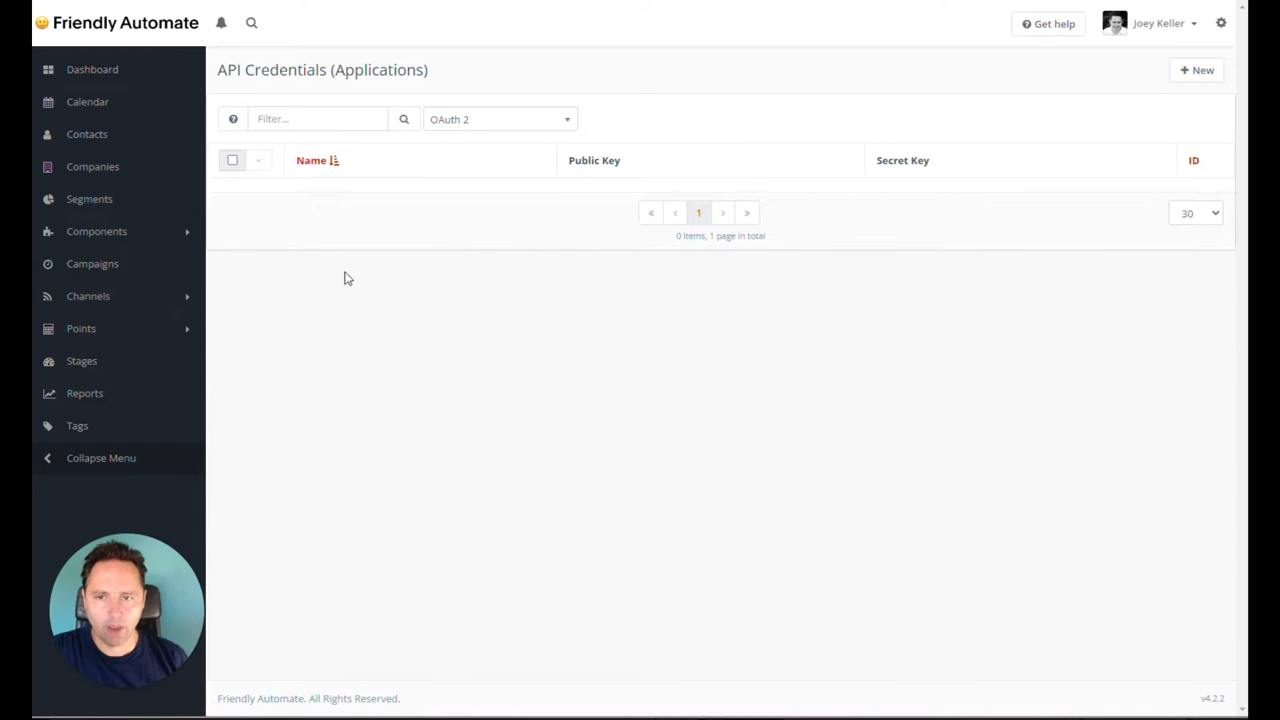 Friendly Automate
Get help
Joey Keller
Dashboard
Calendar
Contacts
Companies
Segments
Components
Campaigns
Channels
Points
Stages
Reports
Tags
Collapse Menu
API Credentials (Applications)
+ New
Filter...
OAuth 2
Name
Public Key
Secret Key
ID
« ‹ 1 › »
30
0 items, 1 page in total
Friendly Automate. All Rights Reserved.
v4.2.2